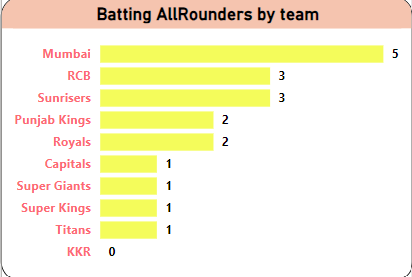 Batting AllRounders by team
Mumbai 5
RCB 3
Sunrisers 3
Punjab Kings 2
Royals 2
Capitals 1
Super Giants 1
Super Kings 1
Titans 1
KKR 0